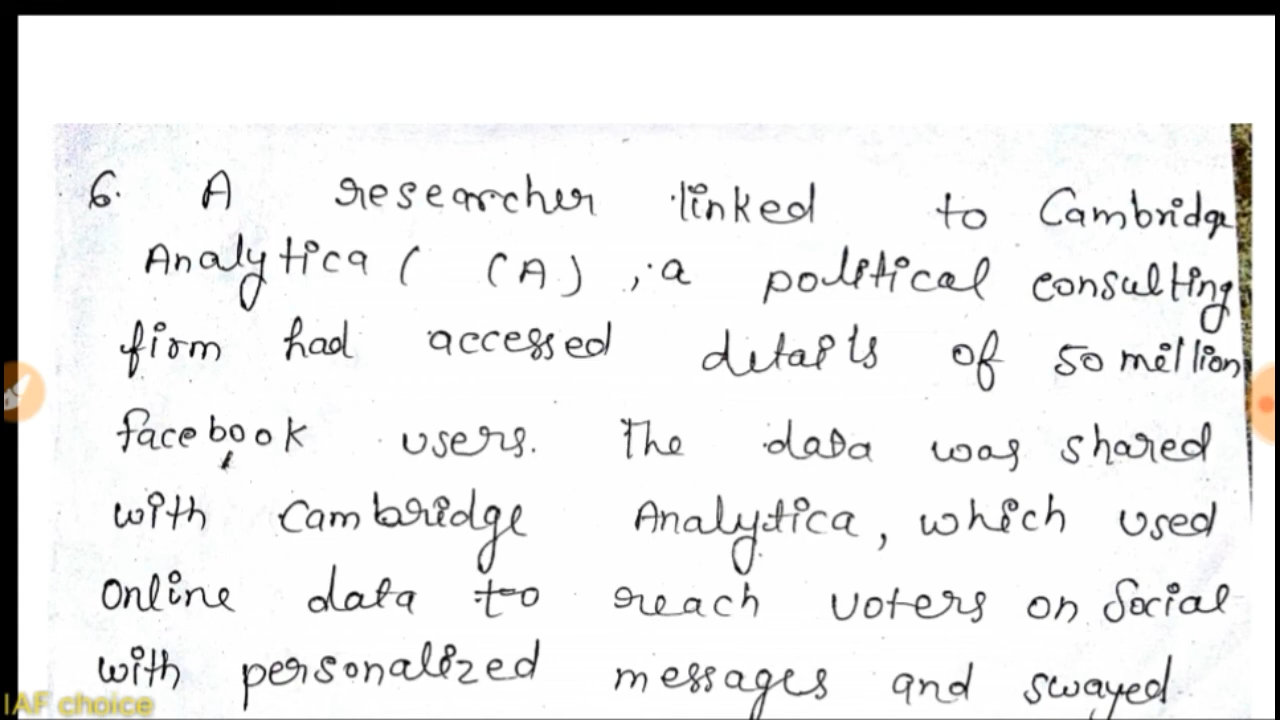 6. A researcher linked to Cambridge
Analytica ( CA) , a political consulting
firm had accessed details of 50 million
facebook users. The data was shared
with Cambridge Analytica, which used
online data to reach voters on Social
with personalized messages and swayed
IAF choice